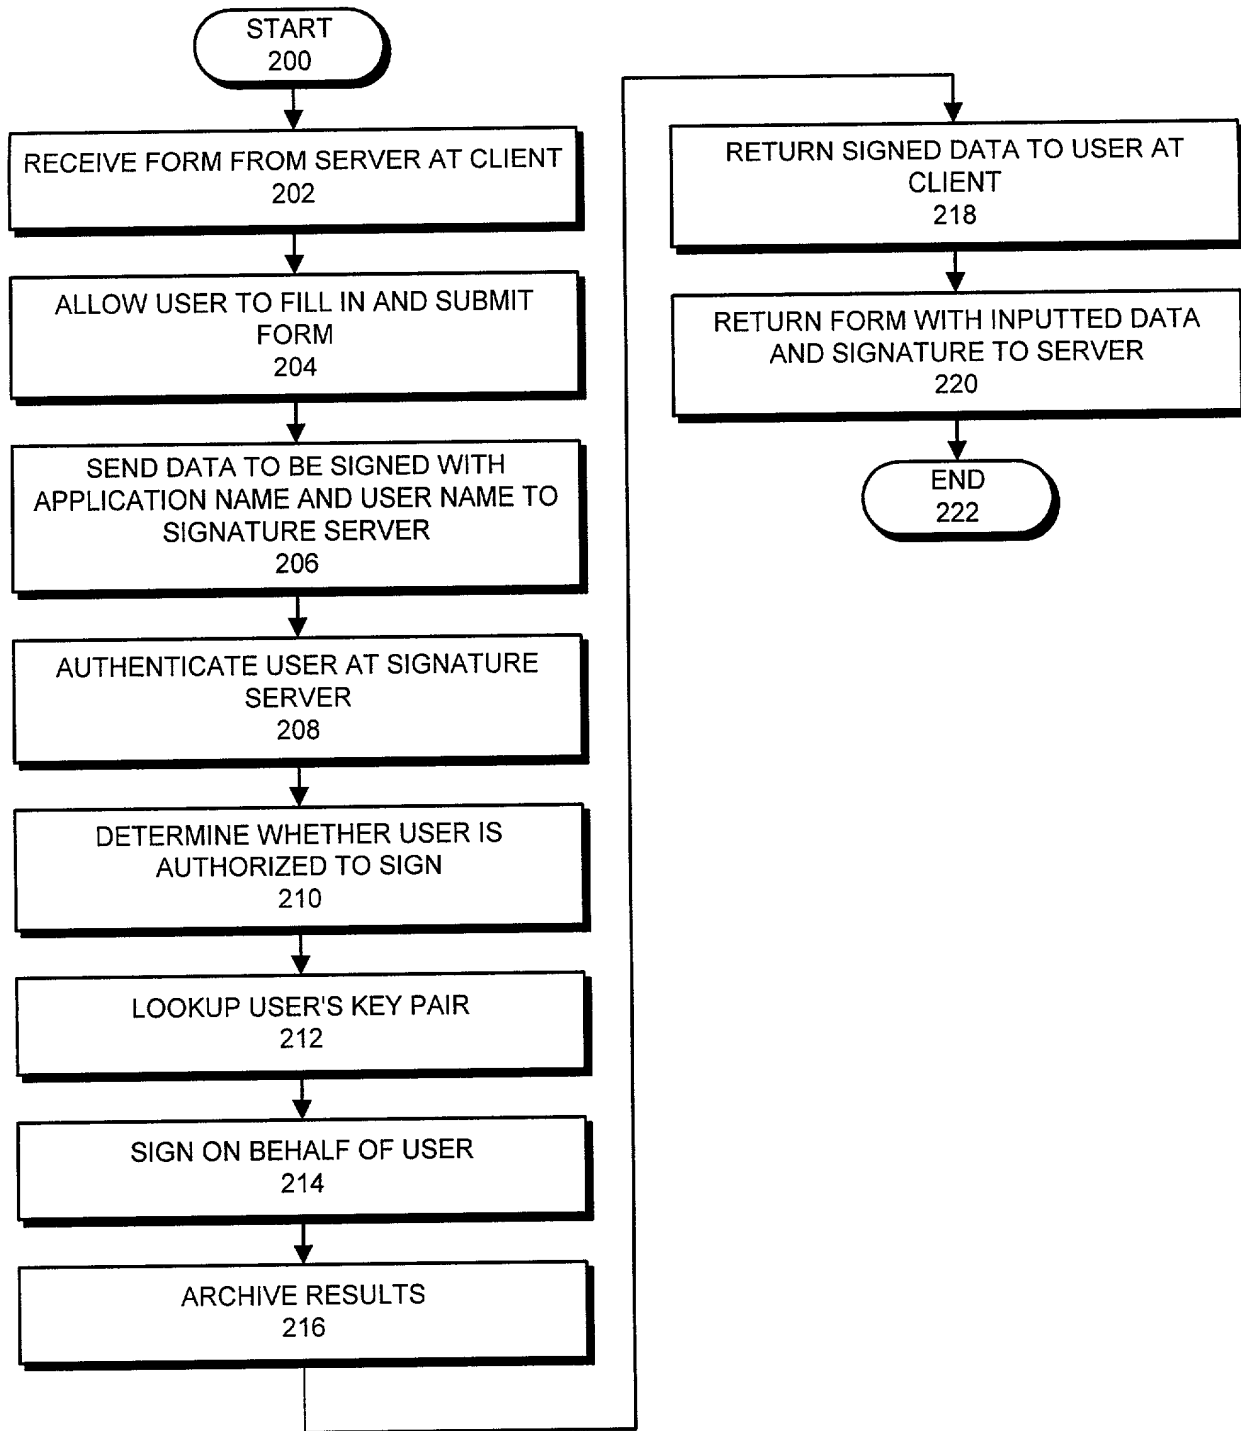 START
200
RECEIVE FORM FROM SERVER AT CLIENT
202
ALLOW USER TO FILL IN AND SUBMIT
FORM
204
SEND DATA TO BE SIGNED WITH
APPLICATION NAME AND USER NAME TO
SIGNATURE SERVER
206
AUTHENTICATE USER AT SIGNATURE
SERVER
208
DETERMINE WHETHER USER IS
AUTHORIZED TO SIGN
210
LOOKUP USER'S KEY PAIR
212
SIGN ON BEHALF OF USER
214
ARCHIVE RESULTS
216
RETURN SIGNED DATA TO USER AT
CLIENT
218
RETURN FORM WITH INPUTTED DATA
AND SIGNATURE TO SERVER
220
END
222